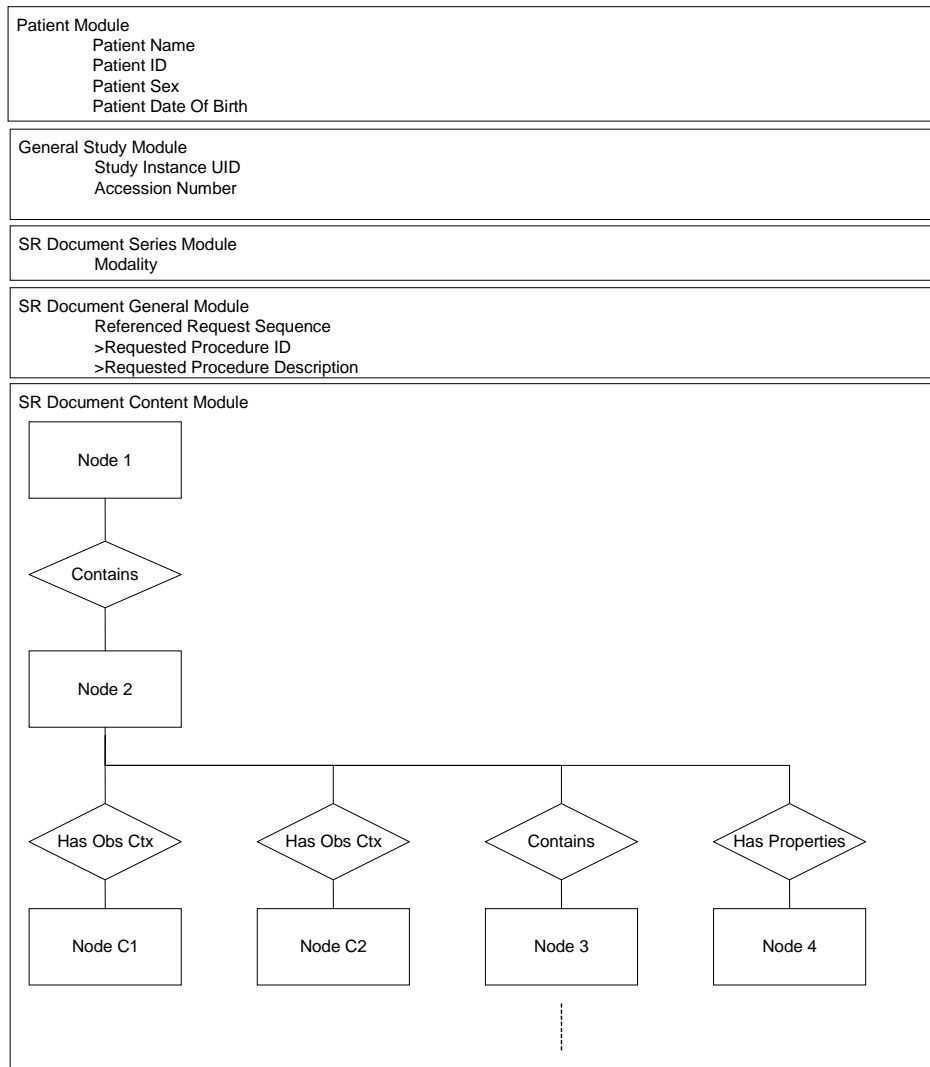 Patient Module
Patient Name
Patient ID
Patient Sex
Patient Date Of Birth
General Study Module
Study Instance UID
Accession Number
SR Document Series Module
Modality
SR Document General Module
Referenced Request Sequence
>Requested Procedure ID
>Requested Procedure Description
SR Document Content Module
Node 1
Contains
Node 2
Has Obs Ctx
Has Obs Ctx
Contains
Has Properties
Node C1
Node C2
Node 3
Node 4